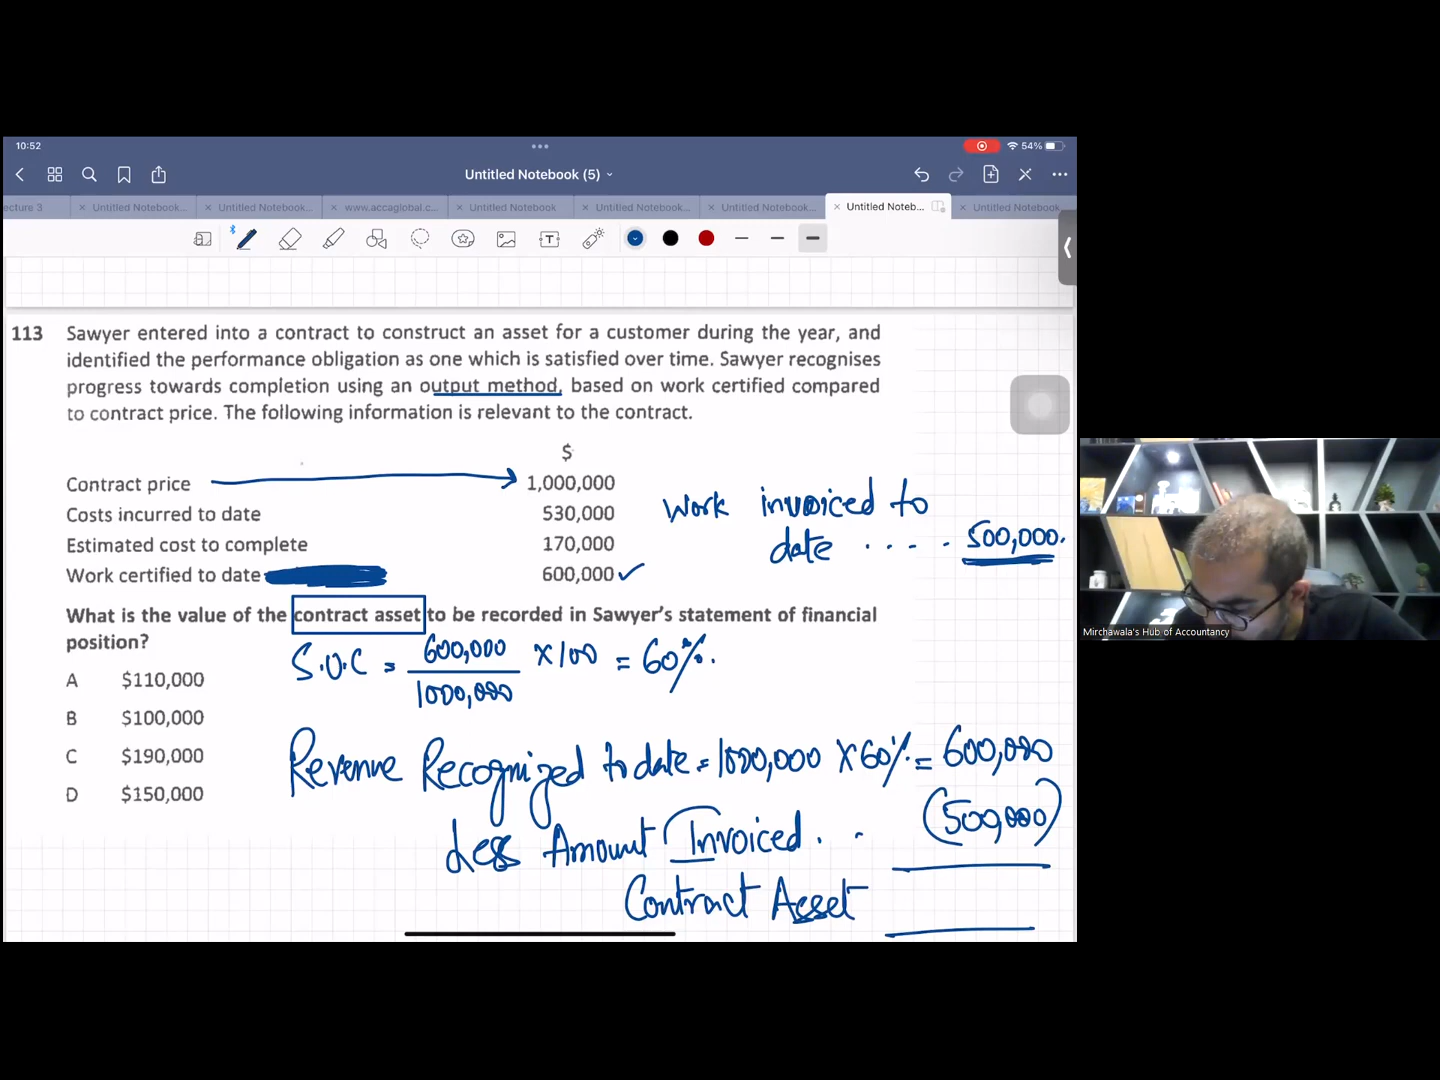 10:52
54%
Untitled Notebook (5)
ecture 3
Untitled Notebook...
Untitled Notebook...
www.accaglobal.c...
Untitled Notebook
Untitled Notebook...
Untitled Notebook...
Untitled Noteb...
Untitled Notebook
113 Sawyer entered into a contract to construct an asset for a customer during the year, and
identified the performance obligation as one which is satisfied over time. Sawyer recognises
progress towards completion using an output method, based on work certified compared
to contract price. The following information is relevant to the contract.
$
Contract price 1,000,000
Costs incurred to date 530,000
Estimated cost to complete 170,000
Work certified to date 600,000
Work invoiced to
date .... . 500,000.
What is the value of the contract asset to be recorded in Sawyer's statement of financial
position?
A $110,000
B $100,000
C $190,000
D $150,000
S.O.C = 600,000 / 1000,000 X100 = 60%.
Revenue Recognized to date = 1000,000 X 60% = 600,000
Less Amount Invoiced . . . (500,000)
Contract Asset
Mirchawala's Hub of Accountancy